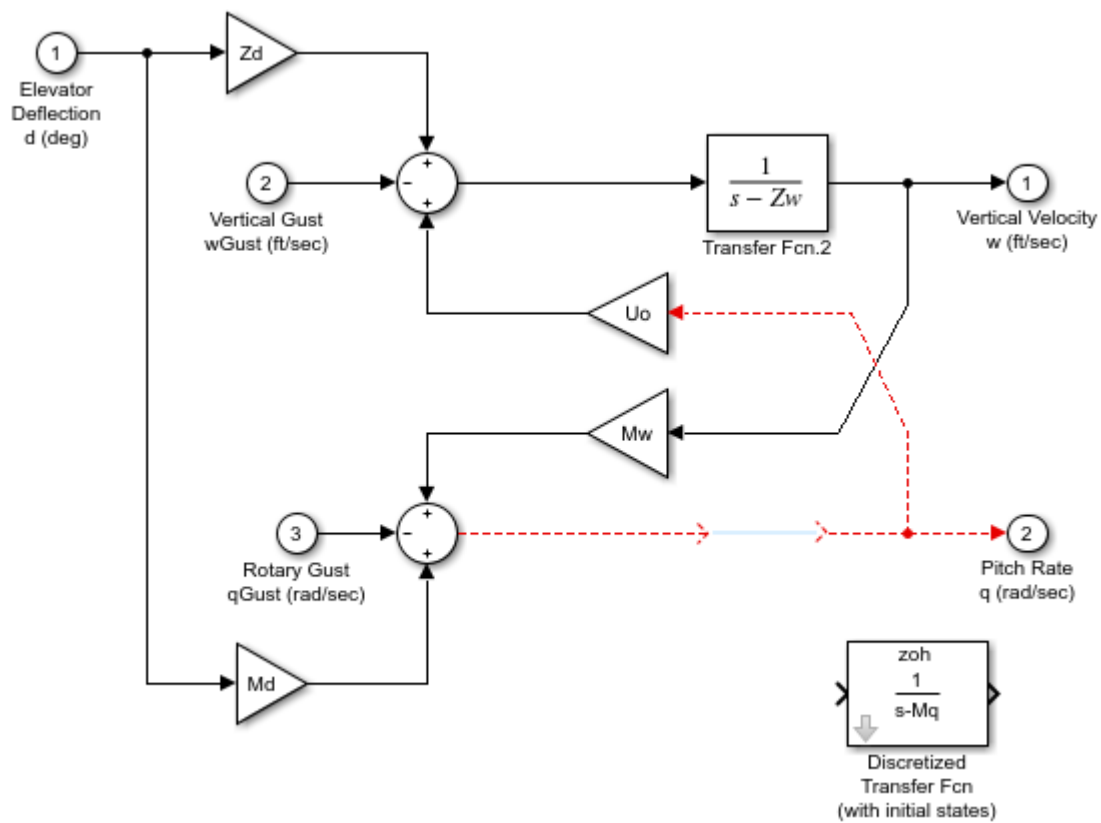 1
Elevator
Deflection
d (deg)
Zd
+
2
−
+
Vertical Gust
wGust (ft/sec)
1
s − Zw
Transfer Fcn.2
1
Vertical Velocity
w (ft/sec)
Uo
Mw
+
3
−
+
Rotary Gust
qGust (rad/sec)
2
Pitch Rate
q (rad/sec)
Md
zoh
1
s-Mq
Discretized
Transfer Fcn
(with initial states)